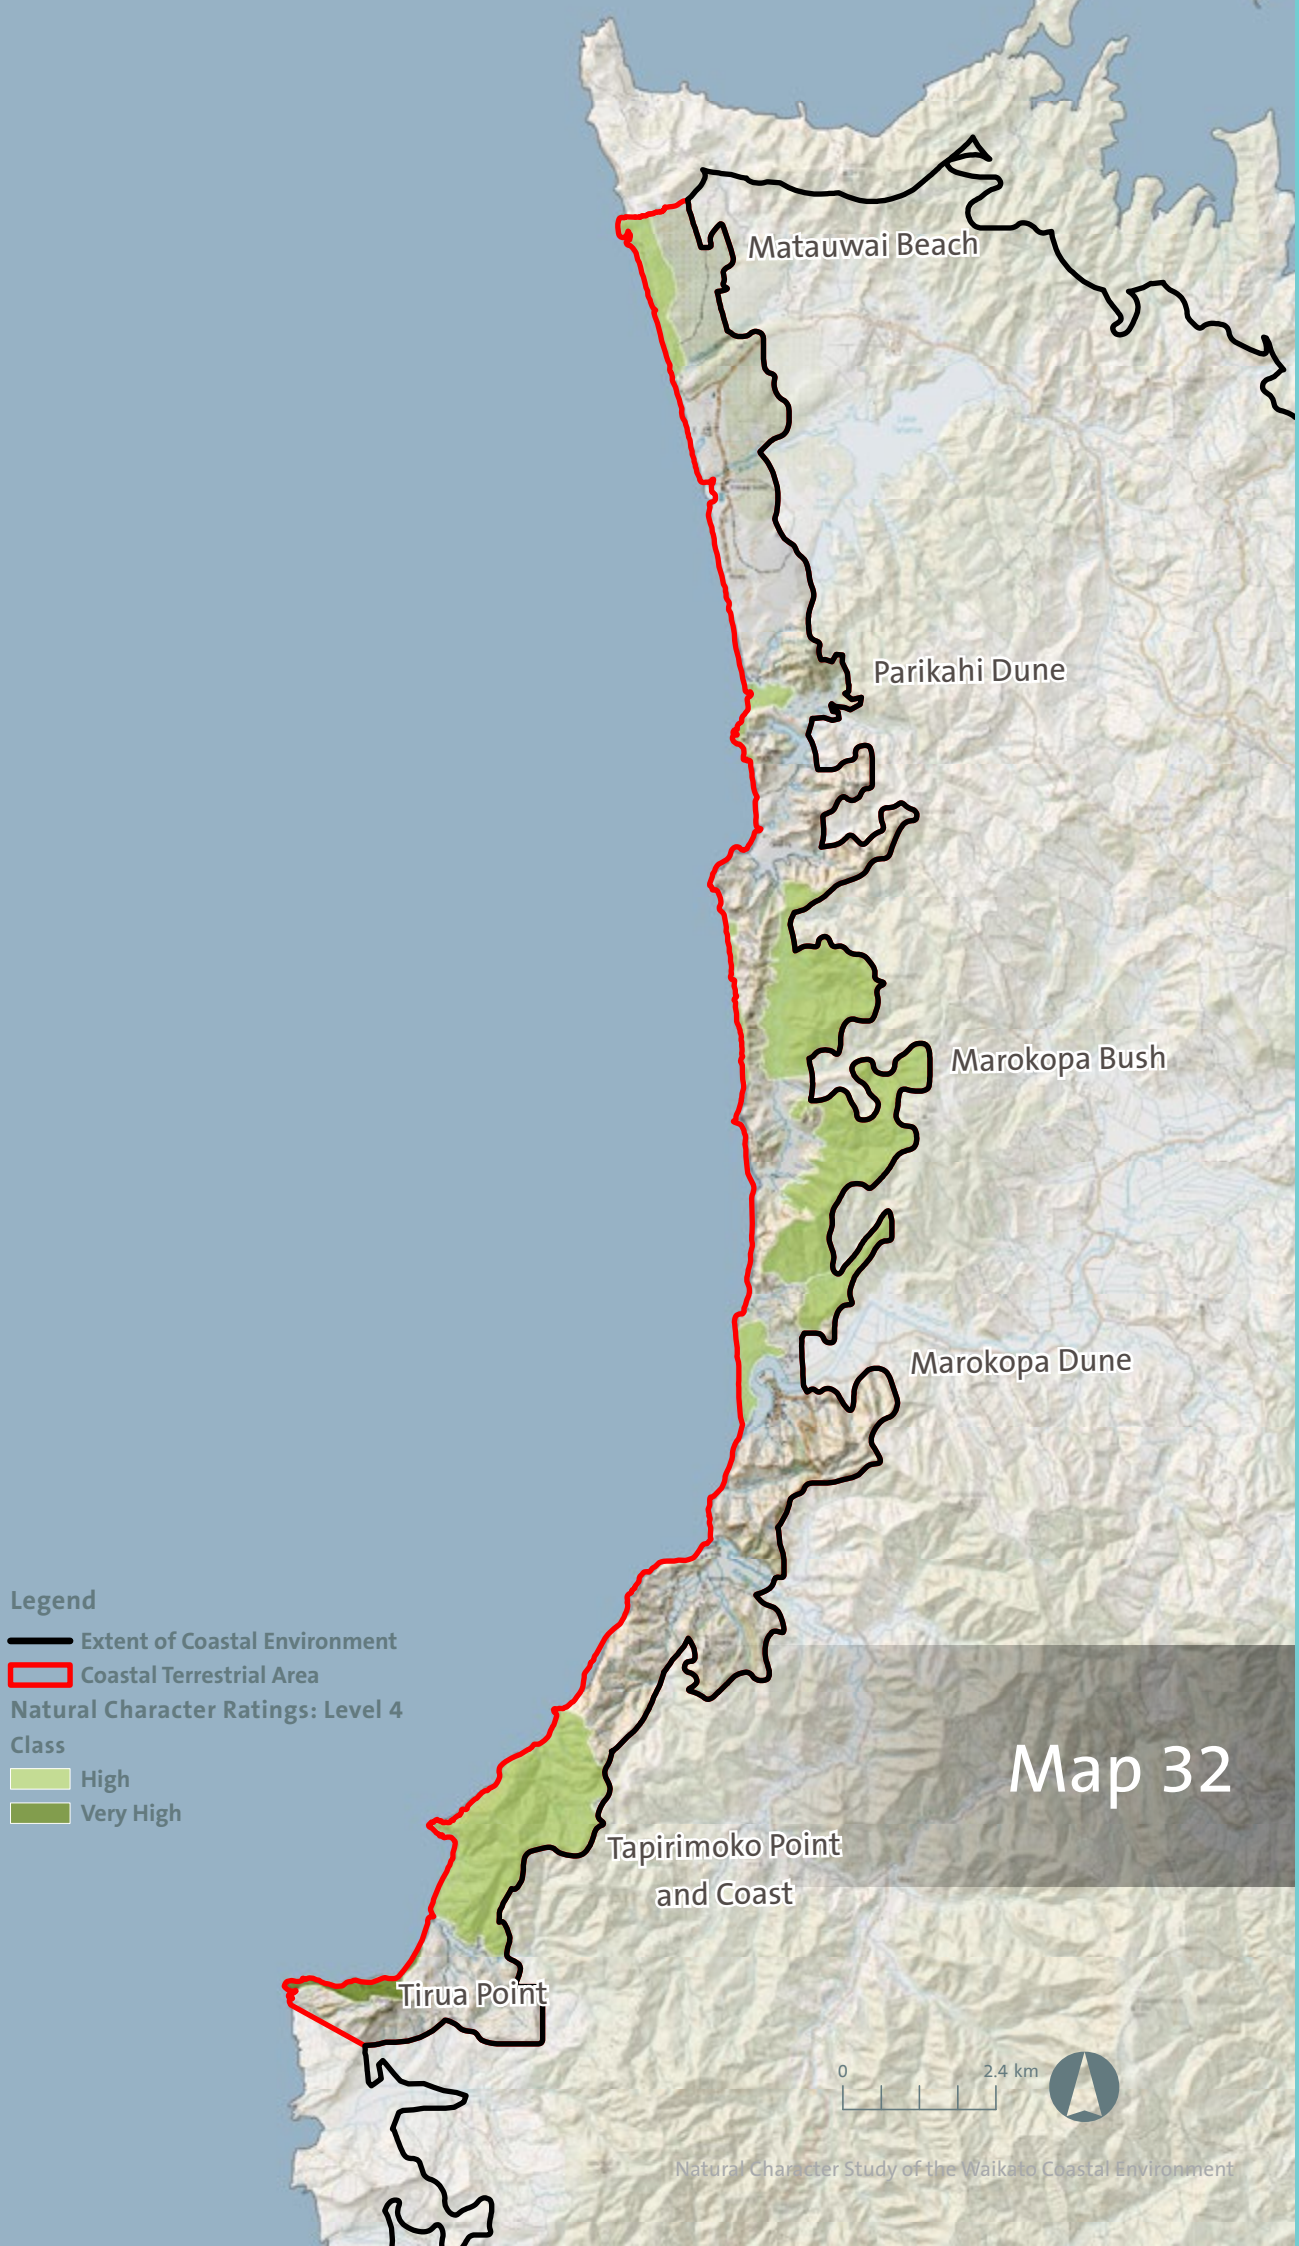 Matauwai Beach
Parikahi Dune
Marokopa Bush
Marokopa Dune
Legend
Extent of Coastal Environment
Coastal Terrestrial Area
Natural Character Ratings: Level 4
Class
High
Very High
Map 32
Tapirimoko Point
and Coast
Tirua Point
0 2.4 km
Natural Character Study of the Waikato Coastal Environment